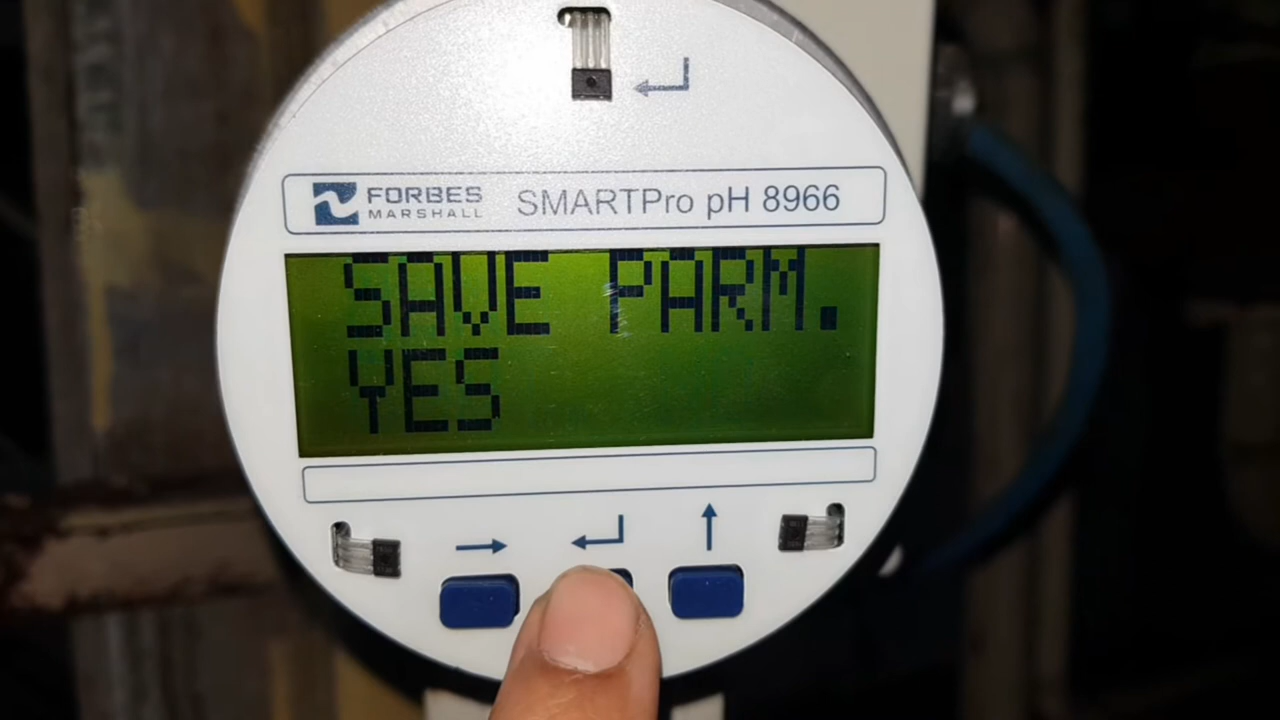 FORBES
MARSHALL
SMARTPro pH 8966
SAVE PARM.
YES